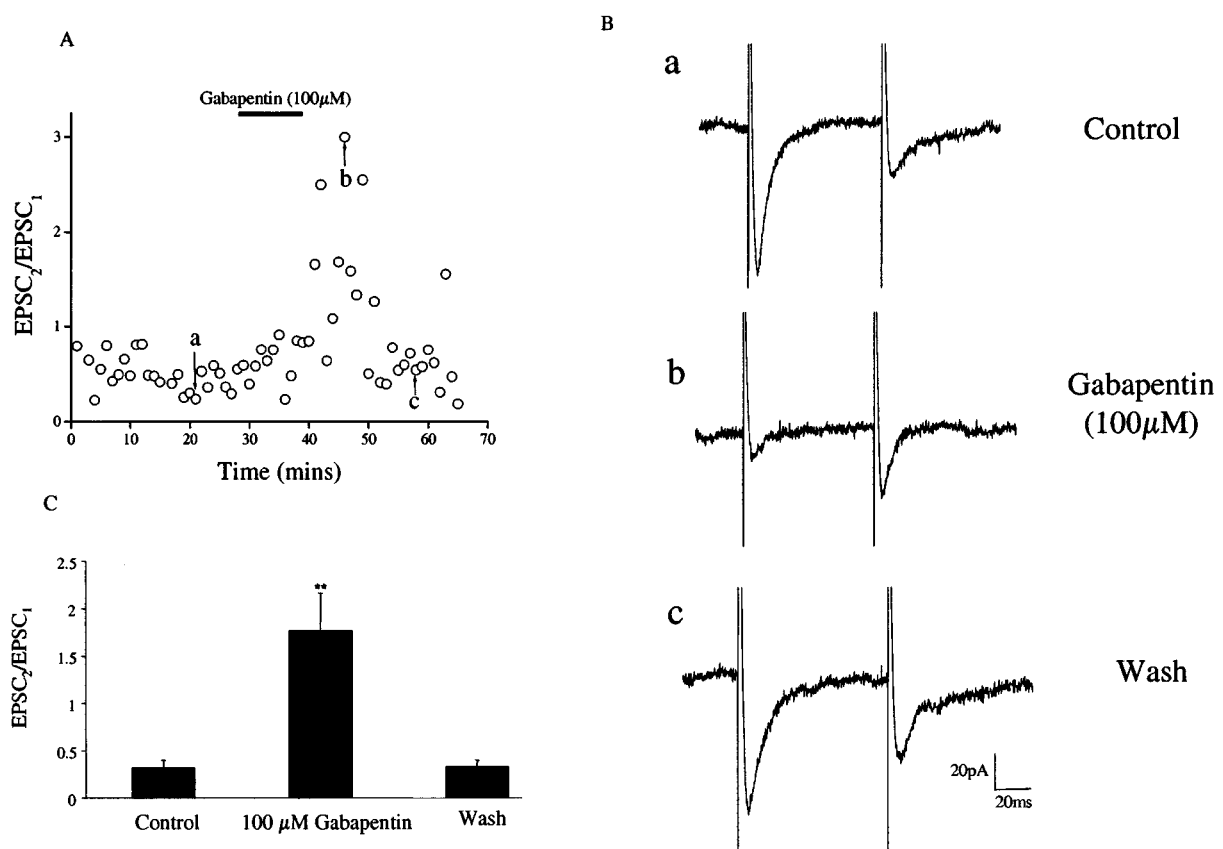 A
Gabapentin (100μM)
3
2
1
0
EPSC₂/EPSC₁
a
b
c
0 10 20 30 40 50 60 70
Time (mins)
B
a
Control
b
Gabapentin
(100μM)
c
Wash
20pA
20ms
C
2.5
2
1.5
1
0.5
0
EPSC₂/EPSC₁
**
Control 100 μM Gabapentin Wash